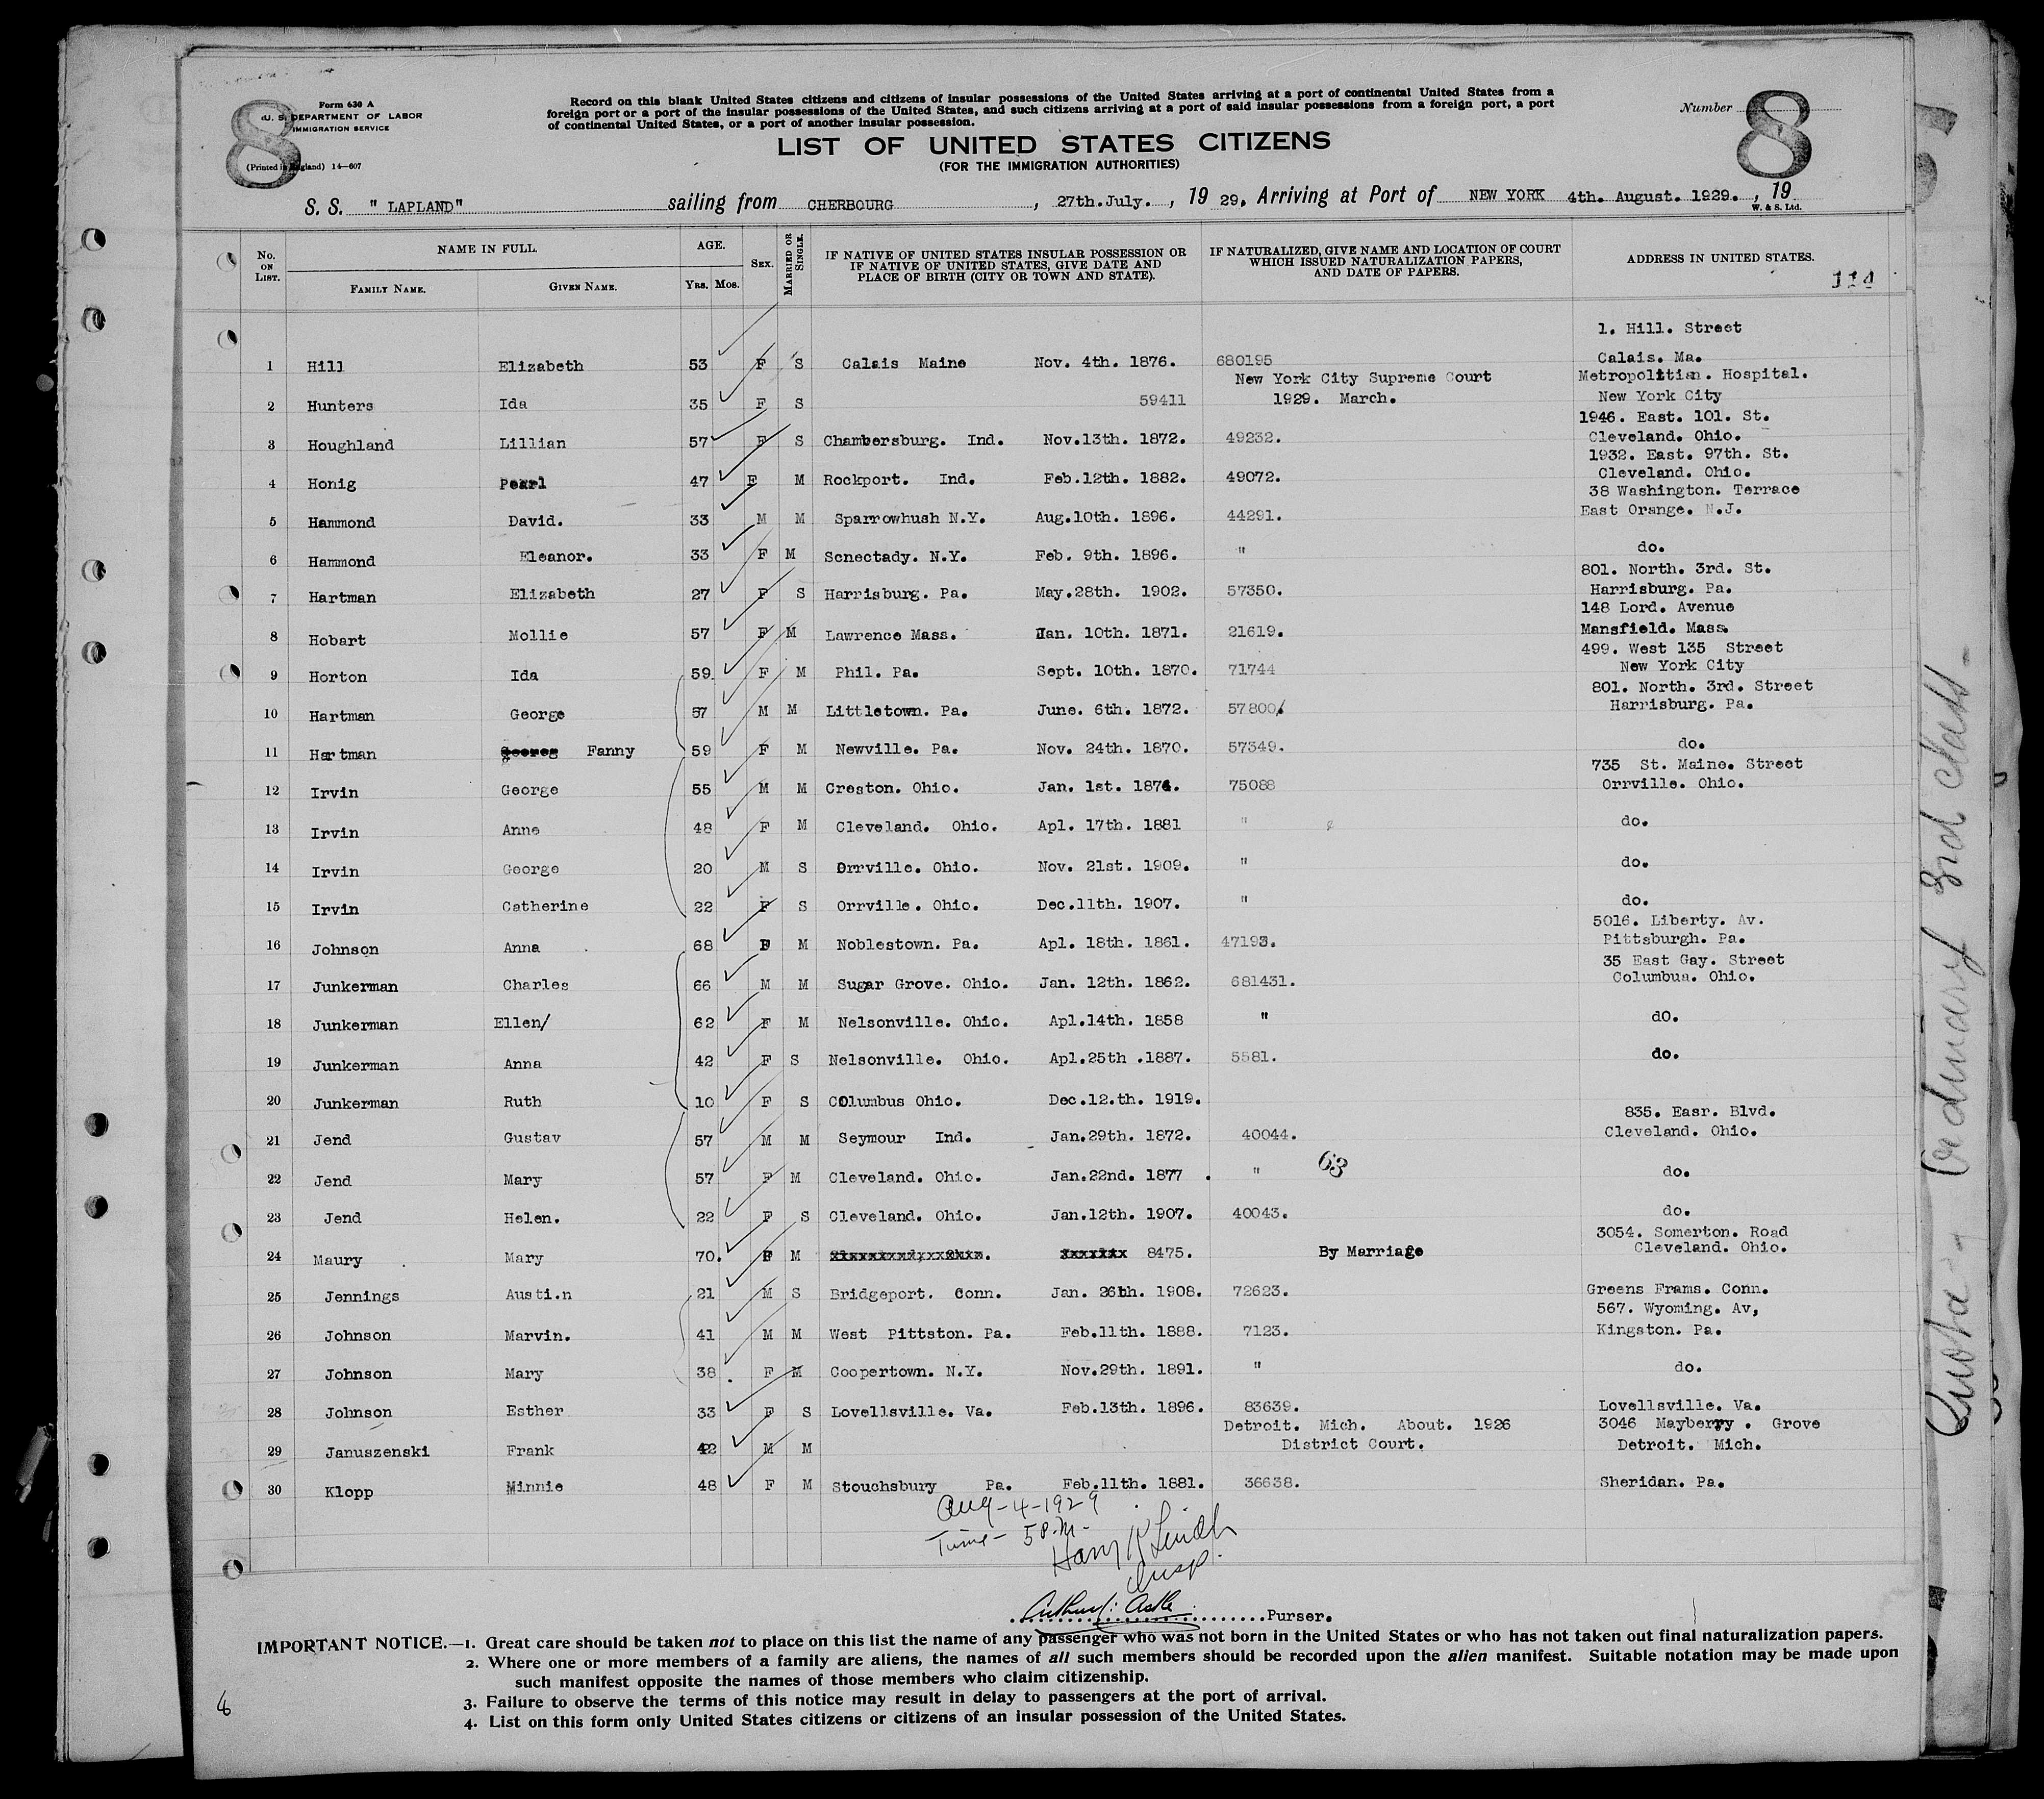 8
Form 630 A
U. S. DEPARTMENT OF LABOR
IMMIGRATION SERVICE
(Printed in England) 14—607
Record on this blank United States citizens and citizens of insular possessions of the United States arriving at a port of continental United States from a
foreign port or a port of the insular possessions of the United States, and such citizens arriving at a port of said insular possessions from a foreign port, a port
of continental United States, or a port of another insular possession.
Number 8
LIST OF UNITED STATES CITIZENS
(FOR THE IMMIGRATION AUTHORITIES)
S. S. " LAPLAND" sailing from CHERBOURG, 27th.July., 19 29, Arriving at Port of NEW YORK 4th. August. 1929., 19
W. & S. Ltd.
No. ON LIST. NAME IN FULL. FAMILY NAME. GIVEN NAME. AGE. Yrs. Mos. SEX. MARRIED OR SINGLE. IF NATIVE OF UNITED STATES INSULAR POSSESSION OR IF NATIVE OF UNITED STATES, GIVE DATE AND PLACE OF BIRTH (CITY OR TOWN AND STATE). IF NATURALIZED, GIVE NAME AND LOCATION OF COURT WHICH ISSUED NATURALIZATION PAPERS, AND DATE OF PAPERS. ADDRESS IN UNITED STATES.
114
1. Hill. Street
1 Hill Elizabeth 53 F S Calais Maine Nov. 4th. 1876. 680195 Calais. Ma.
New York City Supreme Court Metropolitian. Hospital.
2 Hunters Ida 35 F S 59411 1929. March. New York City
1946. East. 101. St.
3 Houghland Lillian 57 F S Chambersburg. Ind. Nov.13th. 1872. 49232. Cleveland. Ohio.
1932. East. 97th. St.
4 Honig Pearl 47 F M Rockport. Ind. Feb.12th. 1882. 49072. Cleveland. Ohio.
38 Washington. Terrace
5 Hammond David. 33 M M Sparrowhush N.Y. Aug.10th. 1896. 44291. East Orange. N.J.
6 Hammond Eleanor. 33 F M Scnectady. N.Y. Feb. 9th. 1896. " do.
801. North. 3rd. St.
7 Hartman Elizabeth 27 F S Harrisburg. Pa. May.28th. 1902. 57350. Harrisburg. Pa.
148 Lord. Avenue
8 Hobart Mollie 57 F M Lawrence Mass. Jan. 10th. 1871. 21619. Mansfield. Mass.
499. West 135 Street
9 Horton Ida 59 F M Phil. Pa. Sept. 10th. 1870. 71744 New York City
801. North. 3rd. Street
10 Hartman George 57 M M Littletown. Pa. June. 6th. 1872. 57800 Harrisburg. Pa.
11 Hartman Fanny 59 F M Newville. Pa. Nov. 24th. 1870. 57349. do.
735 St. Maine. Street
12 Irvin George 55 M M Creston. Ohio. Jan. 1st. 1874. 75088 Orrville. Ohio.
13 Irvin Anne 48 F M Cleveland. Ohio. Apl. 17th. 1881 " do.
14 Irvin George 20 M S Orrville. Ohio. Nov. 21st. 1909. " do.
15 Irvin Catherine 22 F S Orrville. Ohio. Dec.11th. 1907. " do.
5016. Liberty. Av.
16 Johnson Anna 68 F M Noblestown. Pa. Apl. 18th. 1861. 47193. Pittsburgh. Pa.
35 East Gay. Street
17 Junkerman Charles 66 M M Sugar Grove. Ohio. Jan. 12th. 1862. 681431. Columbua. Ohio.
18 Junkerman Ellen/ 62 F M Nelsonville. Ohio. Apl.14th. 1858 " dO.
19 Junkerman Anna 42 F S Nelsonville. Ohio. Apl.25th .1887. 5581. do.
20 Junkerman Ruth 10 F S COlumbus Ohio. Dec.12.th. 1919.
835. Easr. Blvd.
21 Jend Gustav 57 M M Seymour Ind. Jan.29th. 1872. 40044. Cleveland. Ohio.
63
22 Jend Mary 57 F M Cleveland. Ohio. Jan.22nd. 1877 . " do.
23 Jend Helen. 22 F S Cleveland. Ohio. Jan.12th. 1907. 40043. do.
3054. Somerton. Road
24 Maury Mary 70. F M 8475. By Marriage Cleveland. Ohio.
25 Jennings Austin 21 M S Bridgeport. Conn. Jan. 26th. 1908. 72623. Greens Frams. Conn.
567. Wyoming. Av,
26 Johnson Marvin. 41 M M West Pittston. Pa. Feb.11th. 1888. 7123. Kingston. Pa.
27 Johnson Mary 38 F M Coopertown. N.Y. Nov.29th. 1891. " do.
28 Johnson Esther 33 F S Lovellsville. Va. Feb.13th. 1896. 83639. Lovellsville. Va.
Detroit. Mich. About. 1926 3046 Mayberry . Grove
29 Januszenski Frank 42 M M District Court. Detroit. Mich.
30 Klopp Minnie 48 F M Stouchsbury Pa. Feb.11th. 1881. 36638. Sheridan. Pa.
Aug-4-1929
Time- 5 P.M.
Insp.
Purser.
IMPORTANT NOTICE.—1. Great care should be taken not to place on this list the name of any passenger who was not born in the United States or who has not taken out final naturalization papers.
2. Where one or more members of a family are aliens, the names of all such members should be recorded upon the alien manifest. Suitable notation may be made upon
such manifest opposite the names of those members who claim citizenship.
3. Failure to observe the terms of this notice may result in delay to passengers at the port of arrival.
4. List on this form only United States citizens or citizens of an insular possession of the United States.
ordinary 3rd class